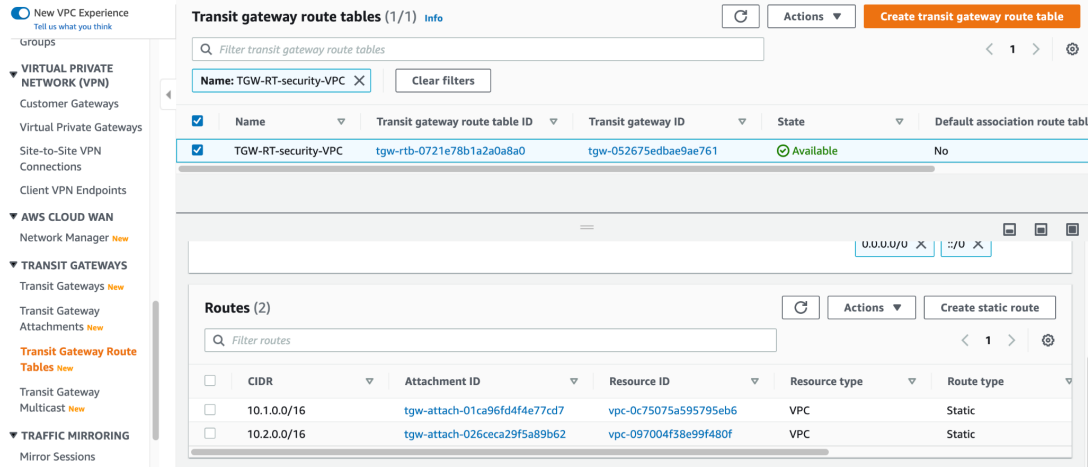 New VPC Experience
Tell us what you think
Groups
VIRTUAL PRIVATE
NETWORK (VPN)
Customer Gateways
Virtual Private Gateways
Site-to-Site VPN
Connections
Client VPN Endpoints
AWS CLOUD WAN
Network Manager New
TRANSIT GATEWAYS
Transit Gateways New
Transit Gateway
Attachments New
Transit Gateway Route
Tables New
Transit Gateway
Multicast New
TRAFFIC MIRRORING
Mirror Sessions
Transit gateway route tables (1/1) Info
Actions
Create transit gateway route table
Filter transit gateway route tables
1
Name: TGW-RT-security-VPC
Clear filters
Name Transit gateway route table ID Transit gateway ID State Default association route tabl
TGW-RT-security-VPC tgw-rtb-0721e78b1a2a0a8a0 tgw-052675edbae9ae761 Available No
0.0.0.0/0 ::/0
Routes (2)
Actions
Create static route
Filter routes
1
CIDR Attachment ID Resource ID Resource type Route type
10.1.0.0/16 tgw-attach-01ca96fd4f4e77cd7 vpc-0c75075a595795eb6 VPC Static
10.2.0.0/16 tgw-attach-026ceca29f5a89b62 vpc-097004f38e99f480f VPC Static